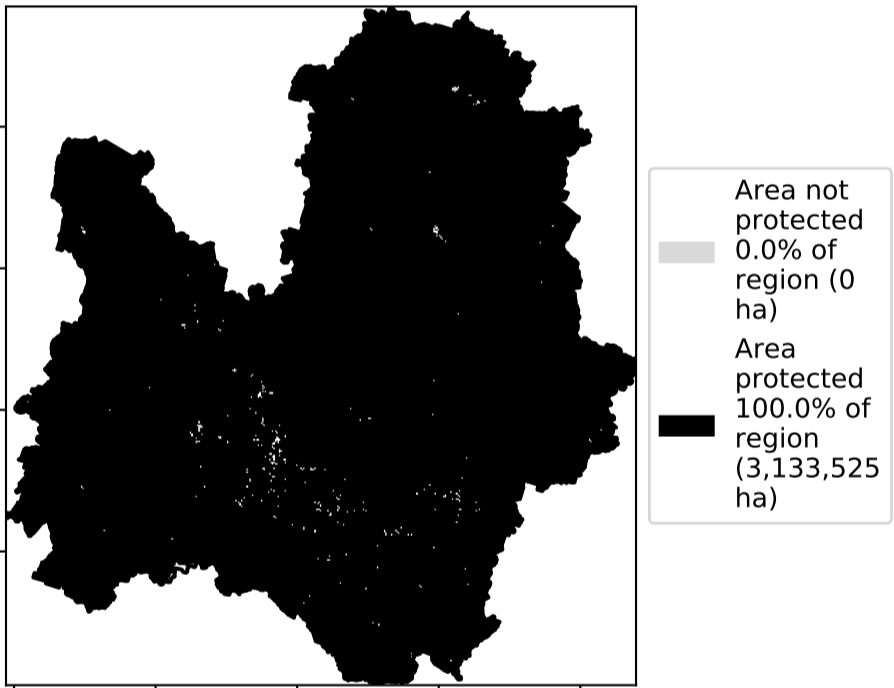 Area not
protected
0.0% of
region (0
ha)
Area
protected
100.0% of
region
(3,133,525
ha)